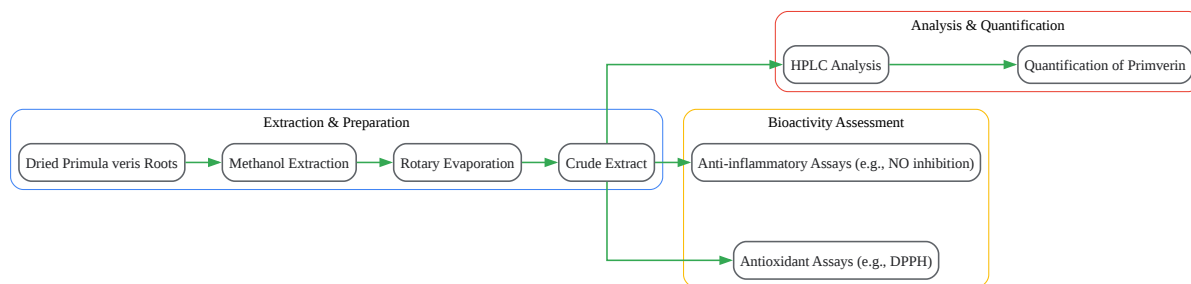 Analysis & Quantification
HPLC Analysis
Quantification of Primverin
Extraction & Preparation
Dried Primula veris Roots
Methanol Extraction
Rotary Evaporation
Crude Extract
Bioactivity Assessment
Anti-inflammatory Assays (e.g., NO inhibition)
Antioxidant Assays (e.g., DPPH)